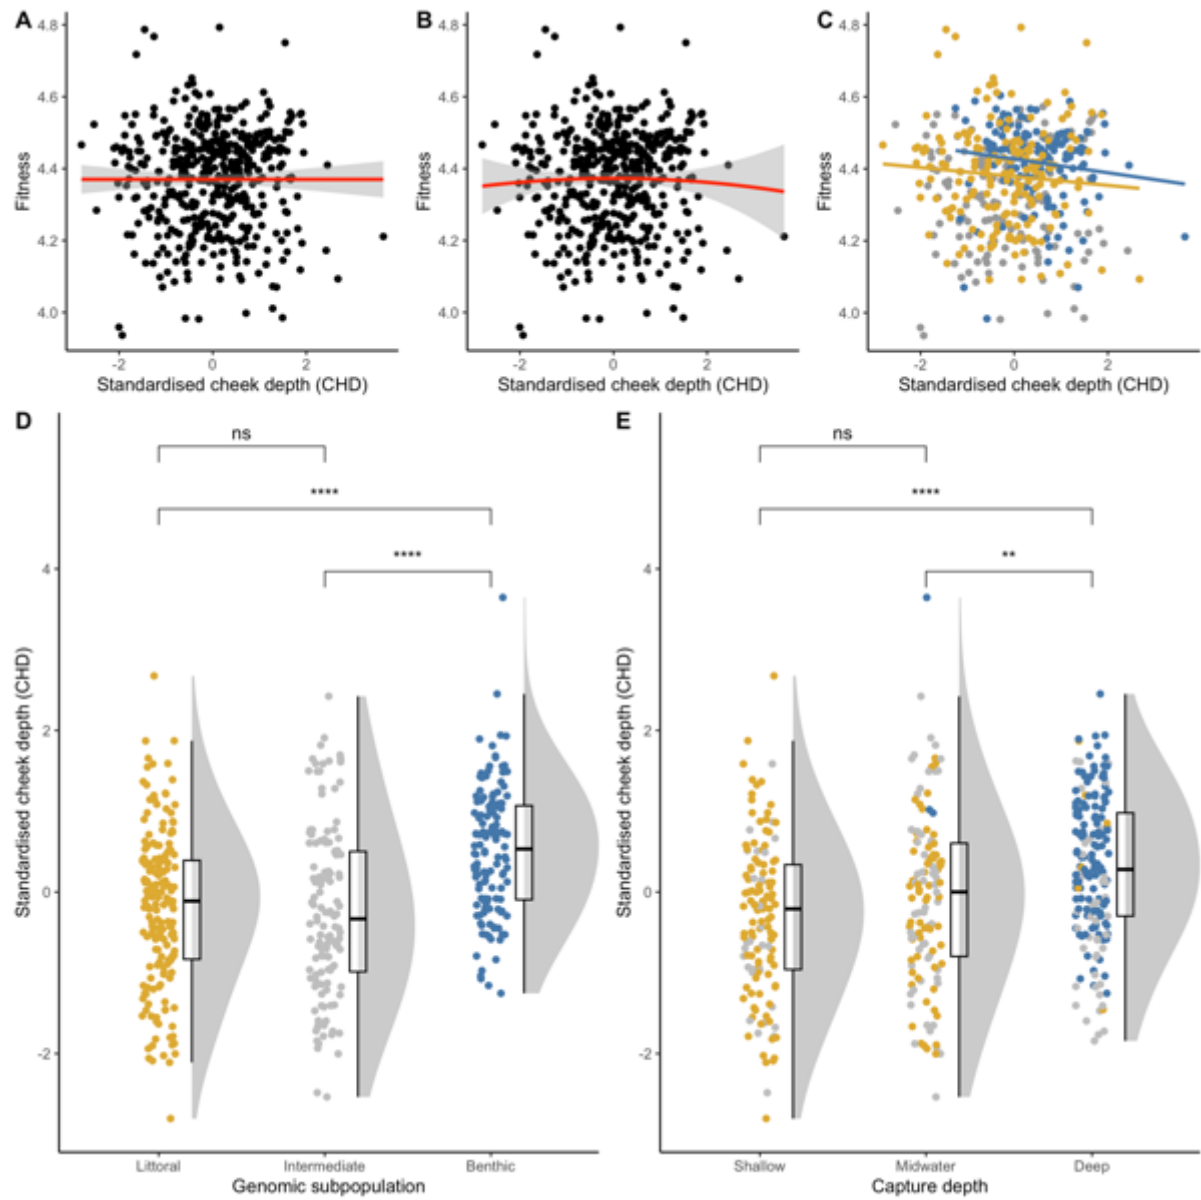 A
B
C
4.8
4.6
4.4
4.2
4.0
Fitness
-2
0
2
Standardised cheek depth (CHD)
4.8
4.6
4.4
4.2
4.0
Fitness
-2
0
2
Standardised cheek depth (CHD)
4.8
4.6
4.4
4.2
4.0
Fitness
-2
0
2
Standardised cheek depth (CHD)
D
ns
****
****
4
2
0
-2
Standardised cheek depth (CHD)
Littoral
Intermediate
Benthic
Genomic subpopulation
E
ns
****
**
4
2
0
-2
Standardised cheek depth (CHD)
Shallow
Midwater
Deep
Capture depth